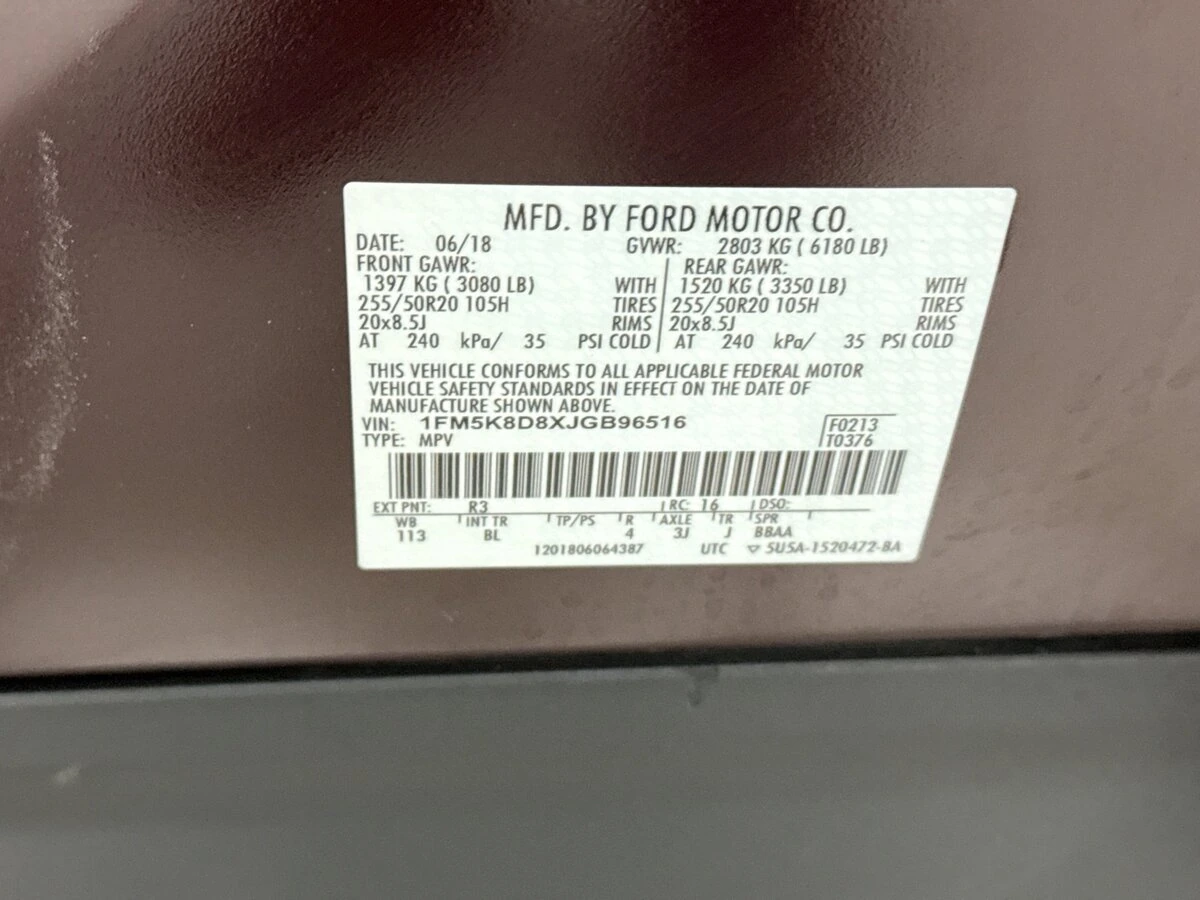 MFD. BY FORD MOTOR CO.
DATE: 06/18 GVWR: 2803 KG ( 6180 LB)
FRONT GAWR: REAR GAWR:
1397 KG ( 3080 LB) WITH 1520 KG ( 3350 LB) WITH
255/50R20 105H TIRES 255/50R20 105H TIRES
20x8.5J RIMS 20x8.5J RIMS
AT 240 kPa/ 35 PSI COLD AT 240 kPa/ 35 PSI COLD
THIS VEHICLE CONFORMS TO ALL APPLICABLE FEDERAL MOTOR
VEHICLE SAFETY STANDARDS IN EFFECT ON THE DATE OF
MANUFACTURE SHOWN ABOVE.
VIN: 1FM5K8D8XJGB96516 F0213
TYPE: MPV T0376
EXT PNT: R3 RC: 16 DSO:
WB INT TR TP/PS R AXLE TR SPR
113 BL 4 3J J BBAA
1201806064387 UTC ▽ 5U5A-1520472-BA